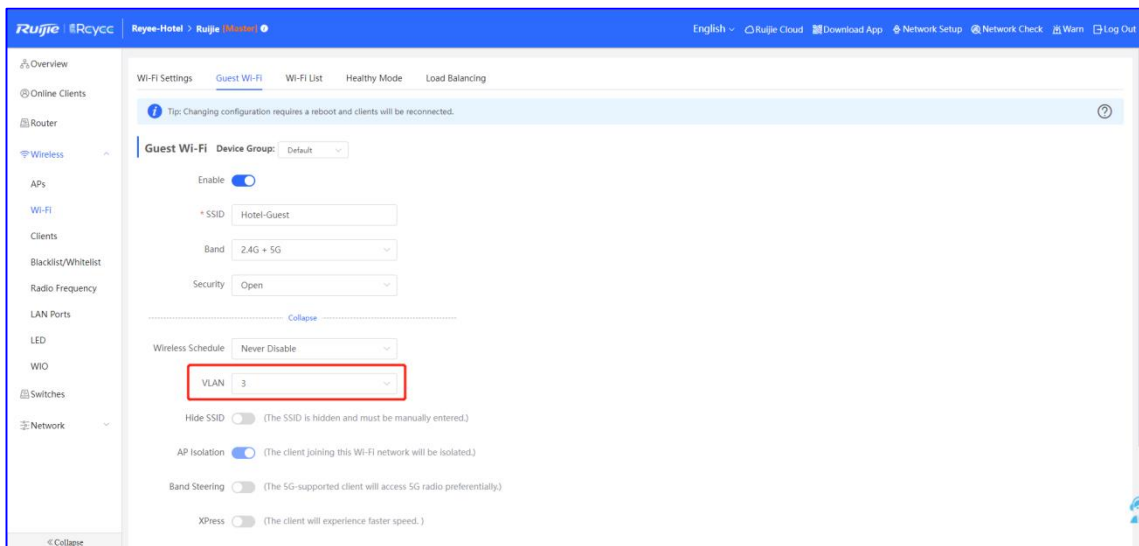 Ruijie | Reycc Reyee-Hotel > Ruijie [Master] English Ruijie Cloud Download App Network Setup Network Check Warn Log Out
Overview
Online Clients
Router
Wireless
APs
Wi-Fi
Clients
Blacklist/Whitelist
Radio Frequency
LAN Ports
LED
WIO
Switches
Network
« Collapse
Wi-Fi Settings Guest Wi-Fi Wi-Fi List Healthy Mode Load Balancing
Tip: Changing configuration requires a reboot and clients will be reconnected.
Guest Wi-Fi Device Group: Default
Enable
* SSID Hotel-Guest
Band 2.4G + 5G
Security Open
Collapse
Wireless Schedule Never Disable
VLAN 3
Hide SSID (The SSID is hidden and must be manually entered.)
AP Isolation (The client joining this Wi-Fi network will be isolated.)
Band Steering (The 5G-supported client will access 5G radio preferentially.)
XPress (The client will experience faster speed. )